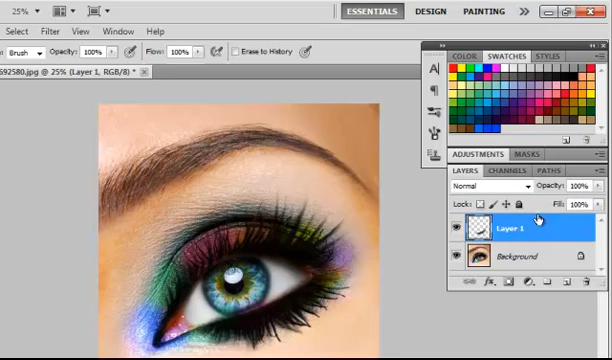 25% ESSENTIALS DESIGN PAINTING
Select Filter View Window Help
Brush Opacity: 100% Flow: 100% Erase to History
592580.jpg @ 25% (Layer 1, RGB/8) *
COLOR SWATCHES STYLES
ADJUSTMENTS MASKS
LAYERS CHANNELS PATHS
Normal Opacity: 100%
Lock: Fill: 100%
Layer 1
Background